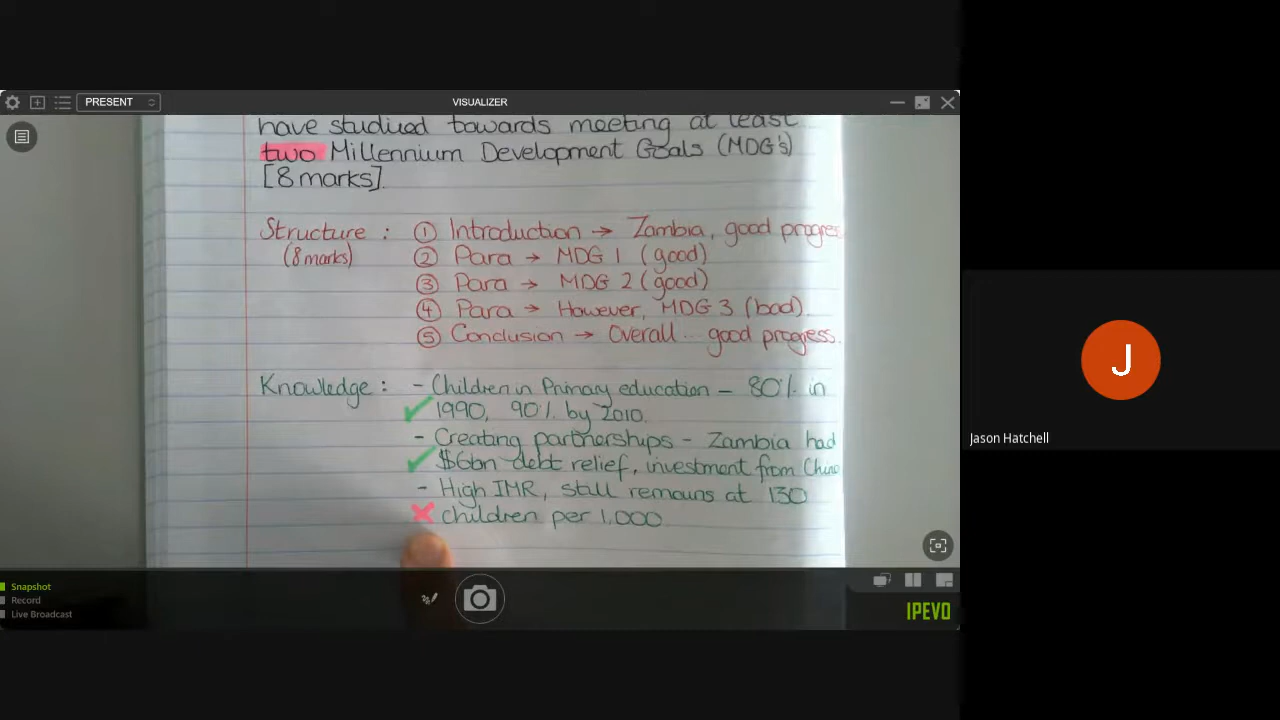 PRESENT
VISUALIZER
have studied towards meeting at least
two Millennium Development Goals (MDG's)
[8 marks].
Structure : ① Introduction → Zambia, good progres
(8 marks) ② Para → MDG 1 (good)
③ Para → MDG 2 (good)
④ Para → However, MDG 3 (bad).
⑤ Conclusion → Overall... good progress.
Knowledge : - Children in Primary education - 80% in
1990, 90% by 2010.
- Creating partnerships - Zambia had
$6bn debt relief, investment from China
- High IMR, still remains at 130
children per 1,000
J
Jason Hatchell
Snapshot
Record
Live Broadcast
IPEVO